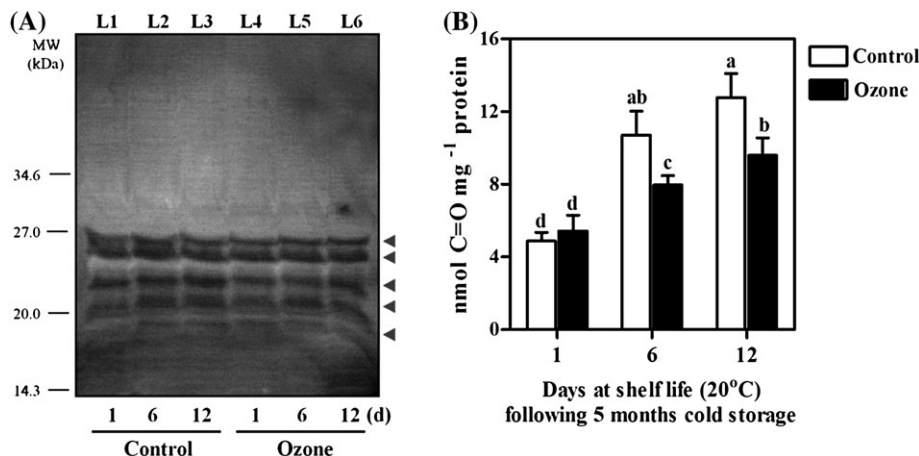 (A)
L1 L2 L3 L4 L5 L6
MW
(kDa)
34.6
27.0
20.0
14.3
1 6 12 1 6 12 (d)
Control Ozone
(B)
nmol C=O mg⁻¹ protein
16
12
8
4
0
d d
ab
c
a
b
1 6 12
Days at shelf life (20°C)
following 5 months cold storage
Control
Ozone